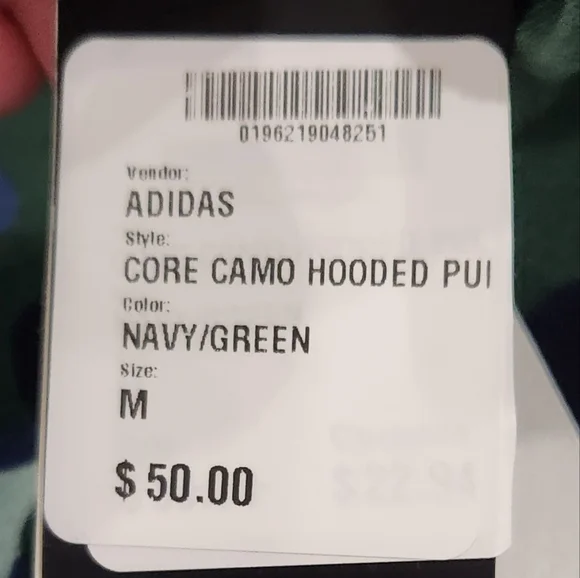 0196219048251
Vendor:
ADIDAS
Style:
CORE CAMO HOODED PUI
Color:
NAVY/GREEN
Size:
M
$50.00